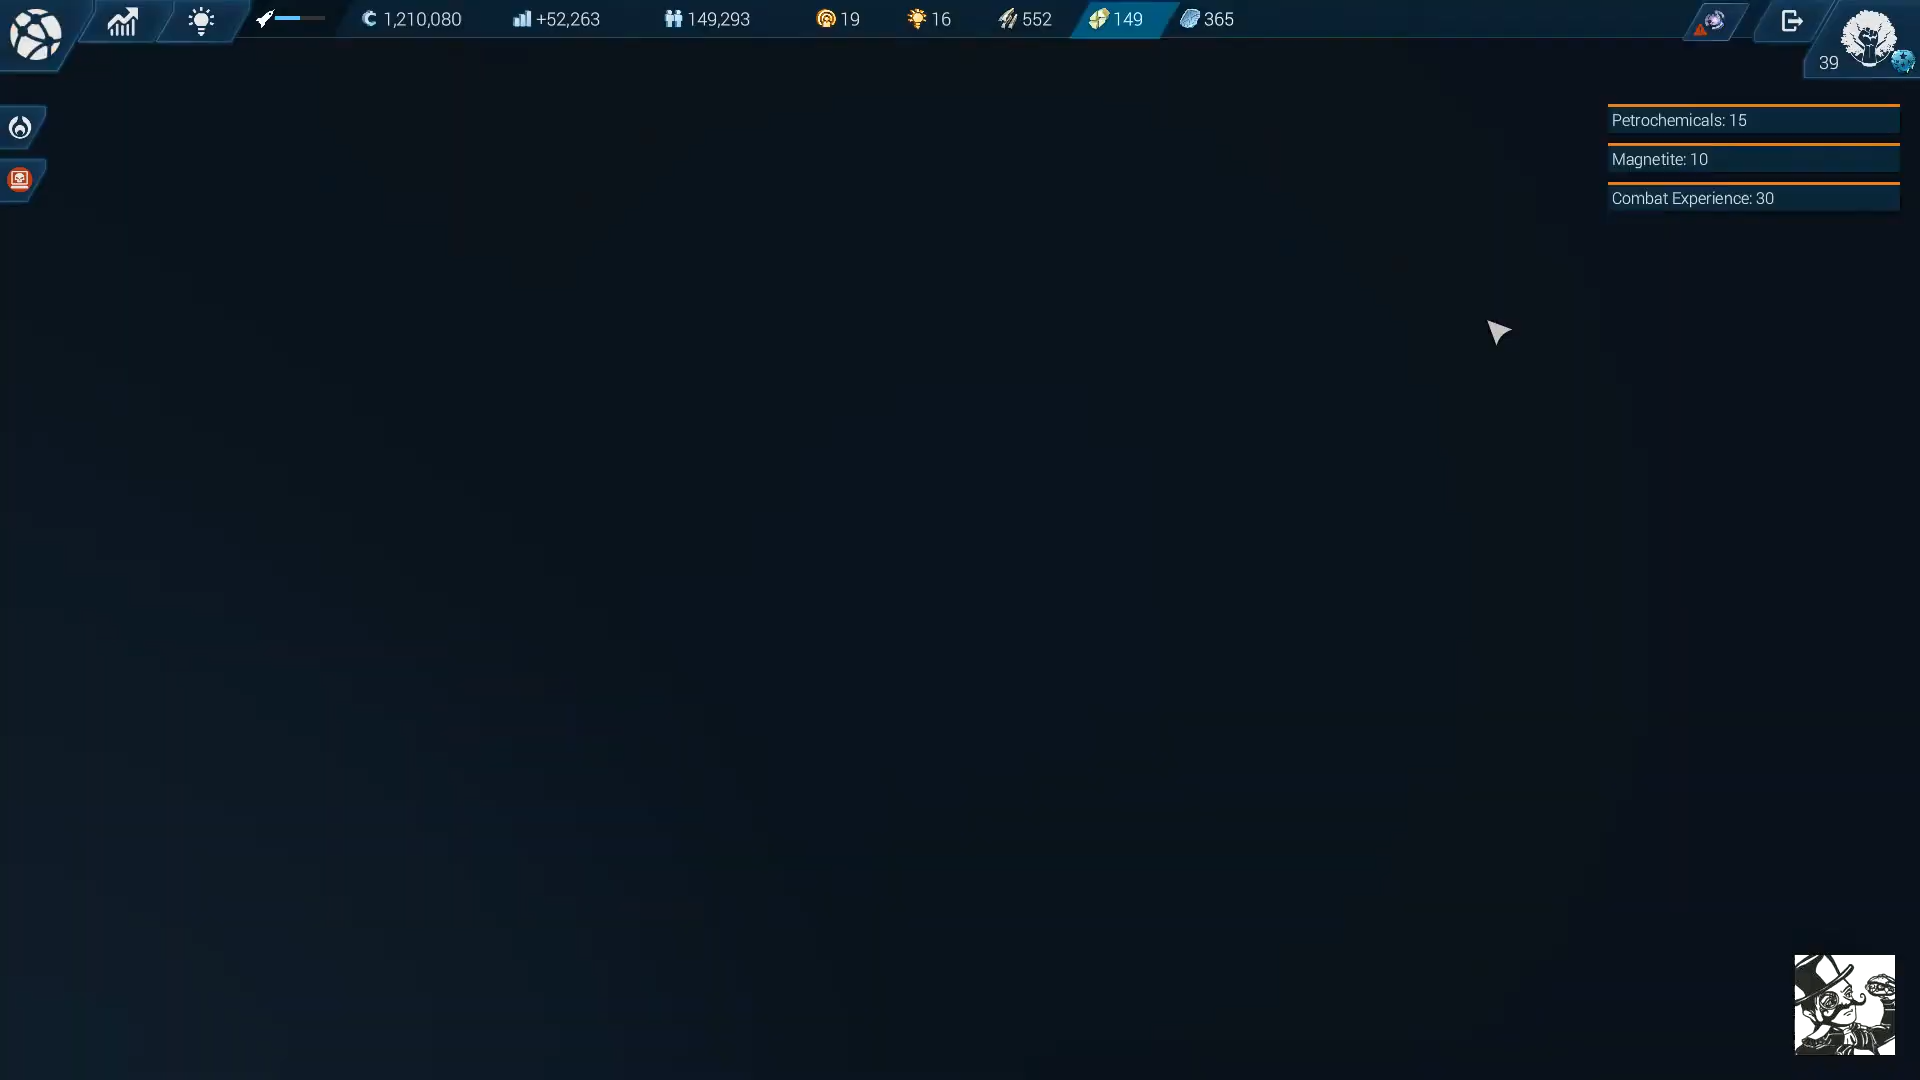 1,210,080 +52,263 149,293 19 16 552 149 365
39
Petrochemicals: 15
Magnetite: 10
Combat Experience: 30